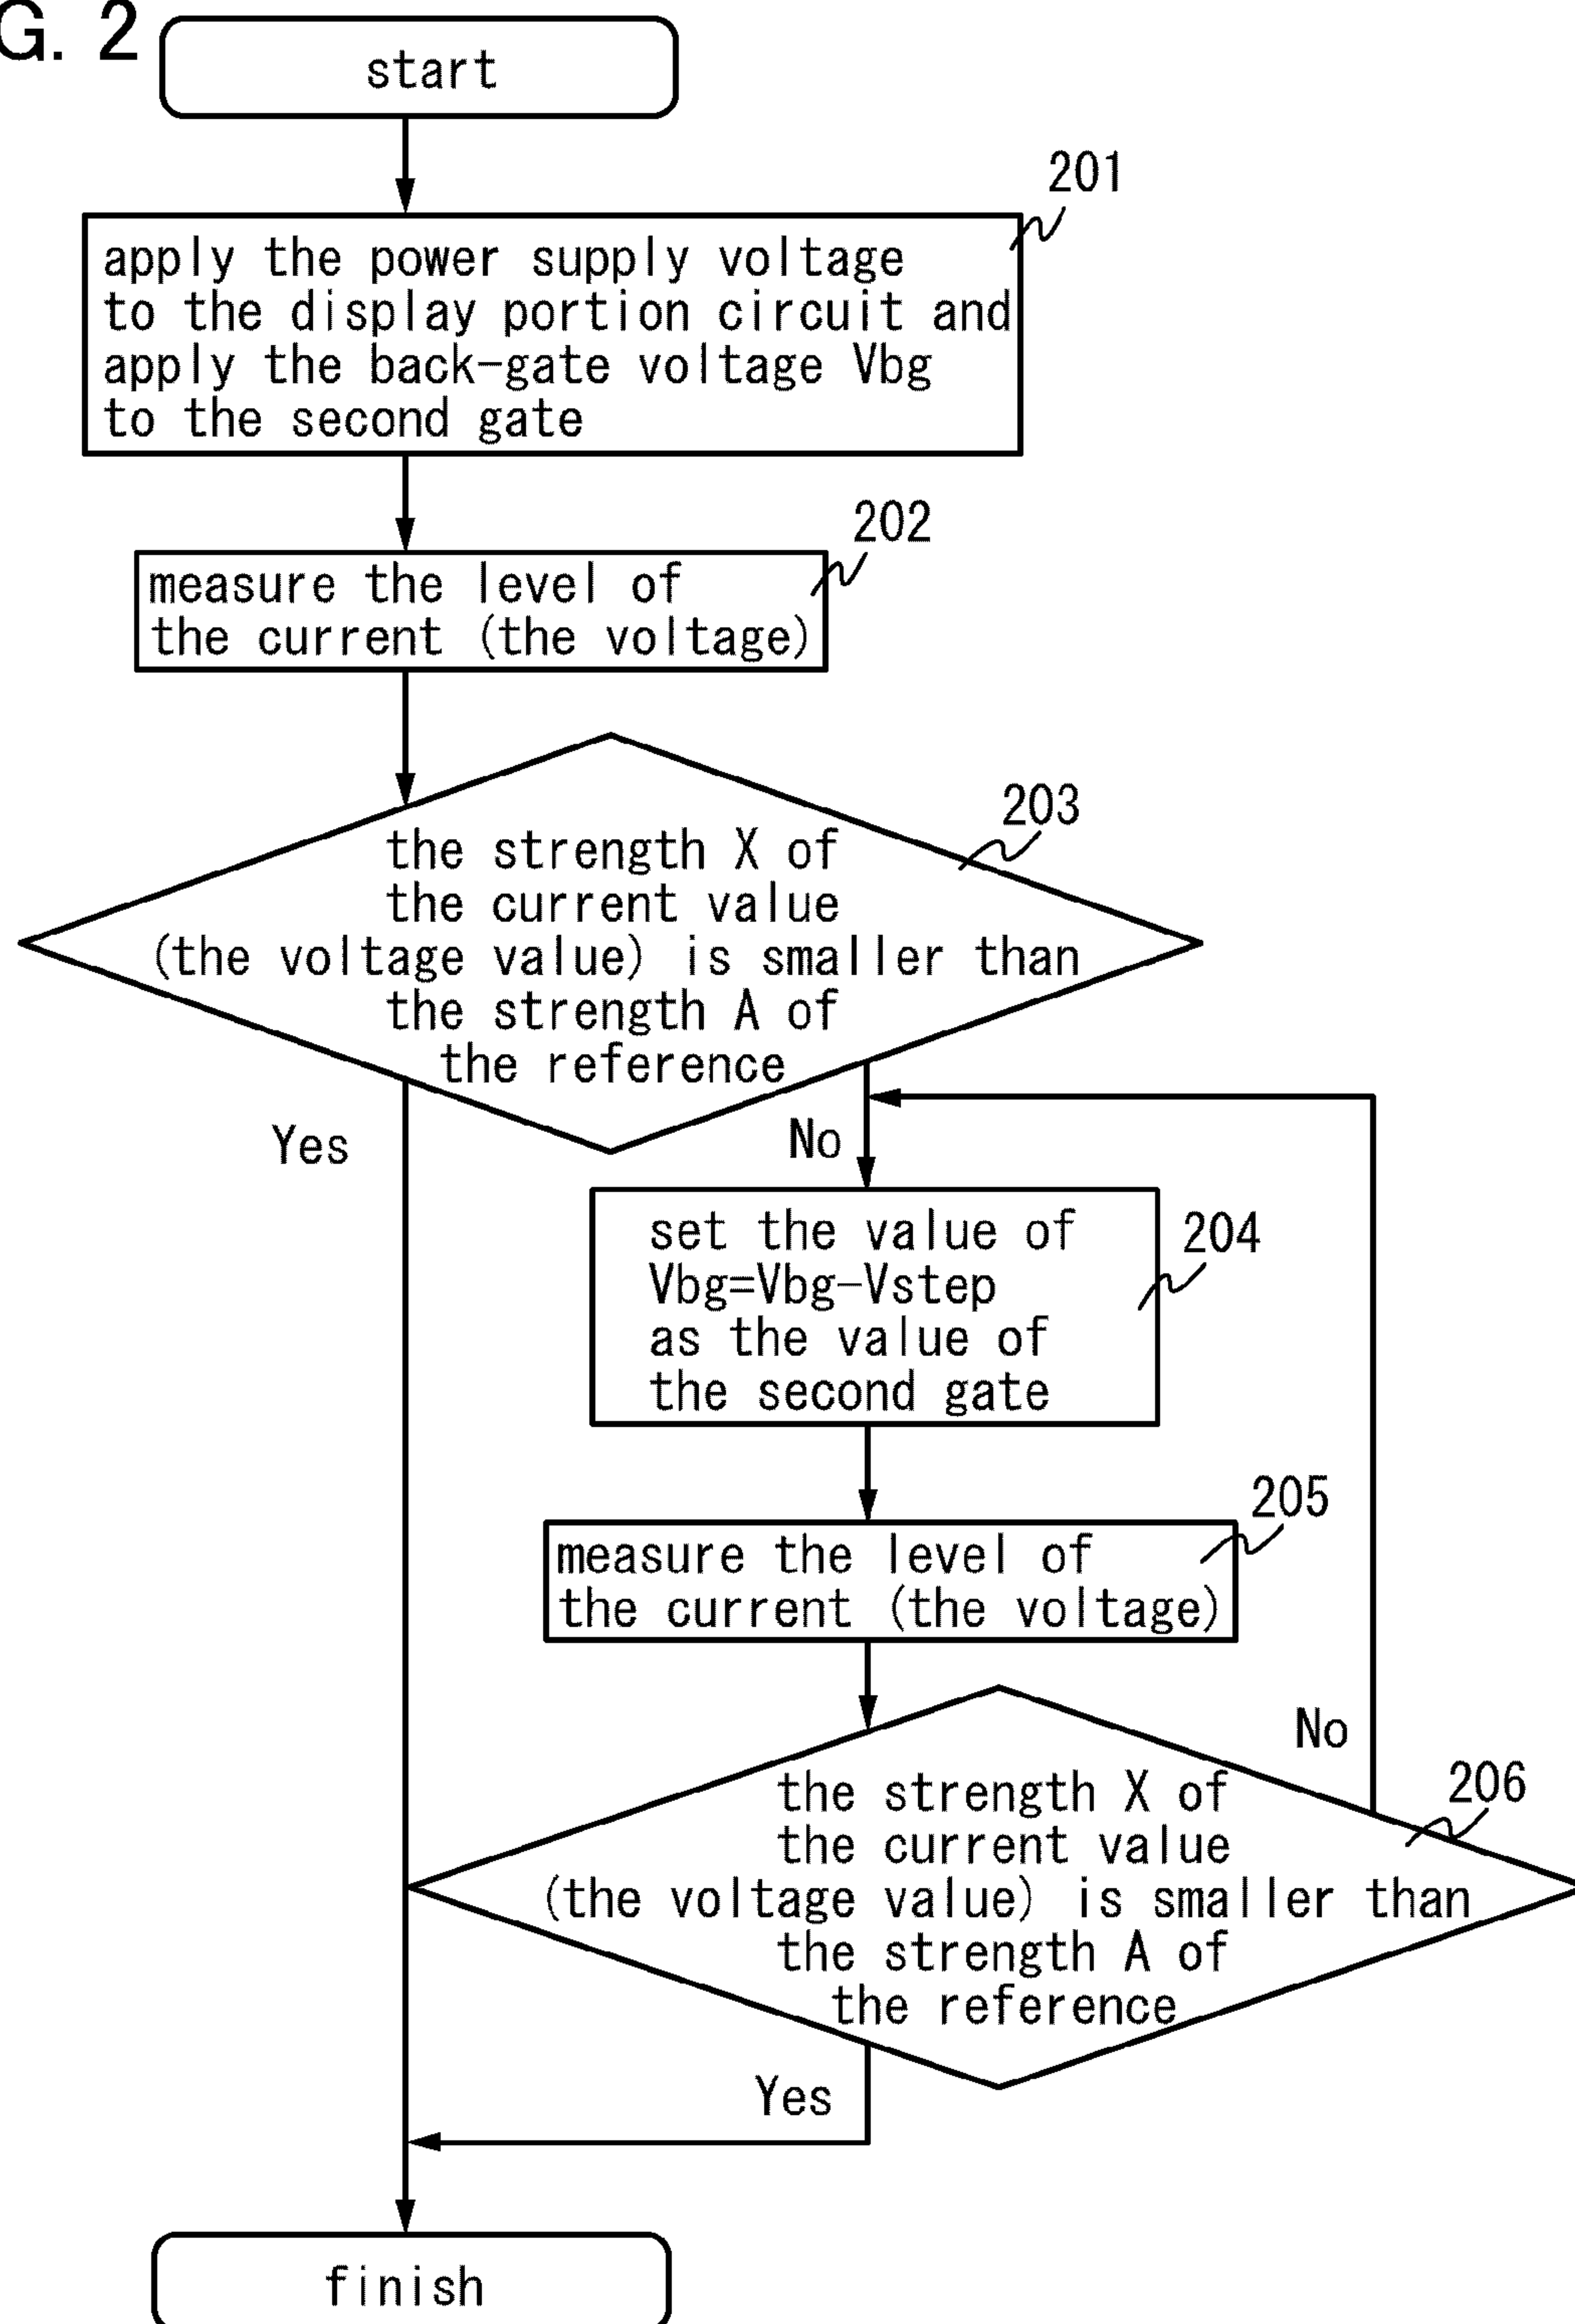 G. 2
start
201
apply the power supply voltage
to the display portion circuit and
apply the back-gate voltage Vbg
to the second gate
202
measure the level of
the current (the voltage)
203
the strength X of
the current value
(the voltage value) is smaller than
the strength A of
the reference
Yes
No
204
set the value of
Vbg=Vbg-Vstep
as the value of
the second gate
205
measure the level of
the current (the voltage)
No
206
the strength X of
the current value
(the voltage value) is smaller than
the strength A of
the reference
Yes
finish